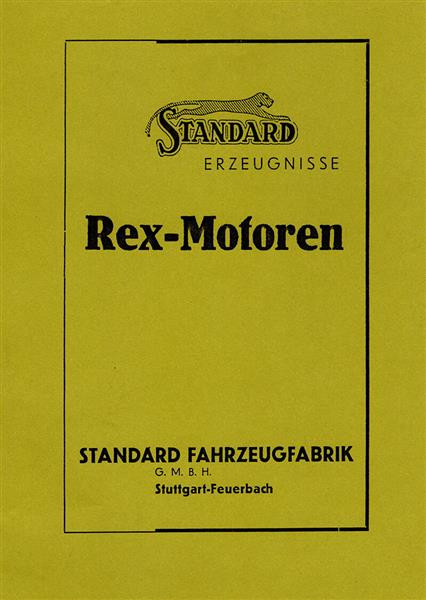 STANDARD
ERZEUGNISSE
Rex-Motoren
STANDARD FAHRZEUGFABRIK
G. M. B. H.
Stuttgart-Feuerbach